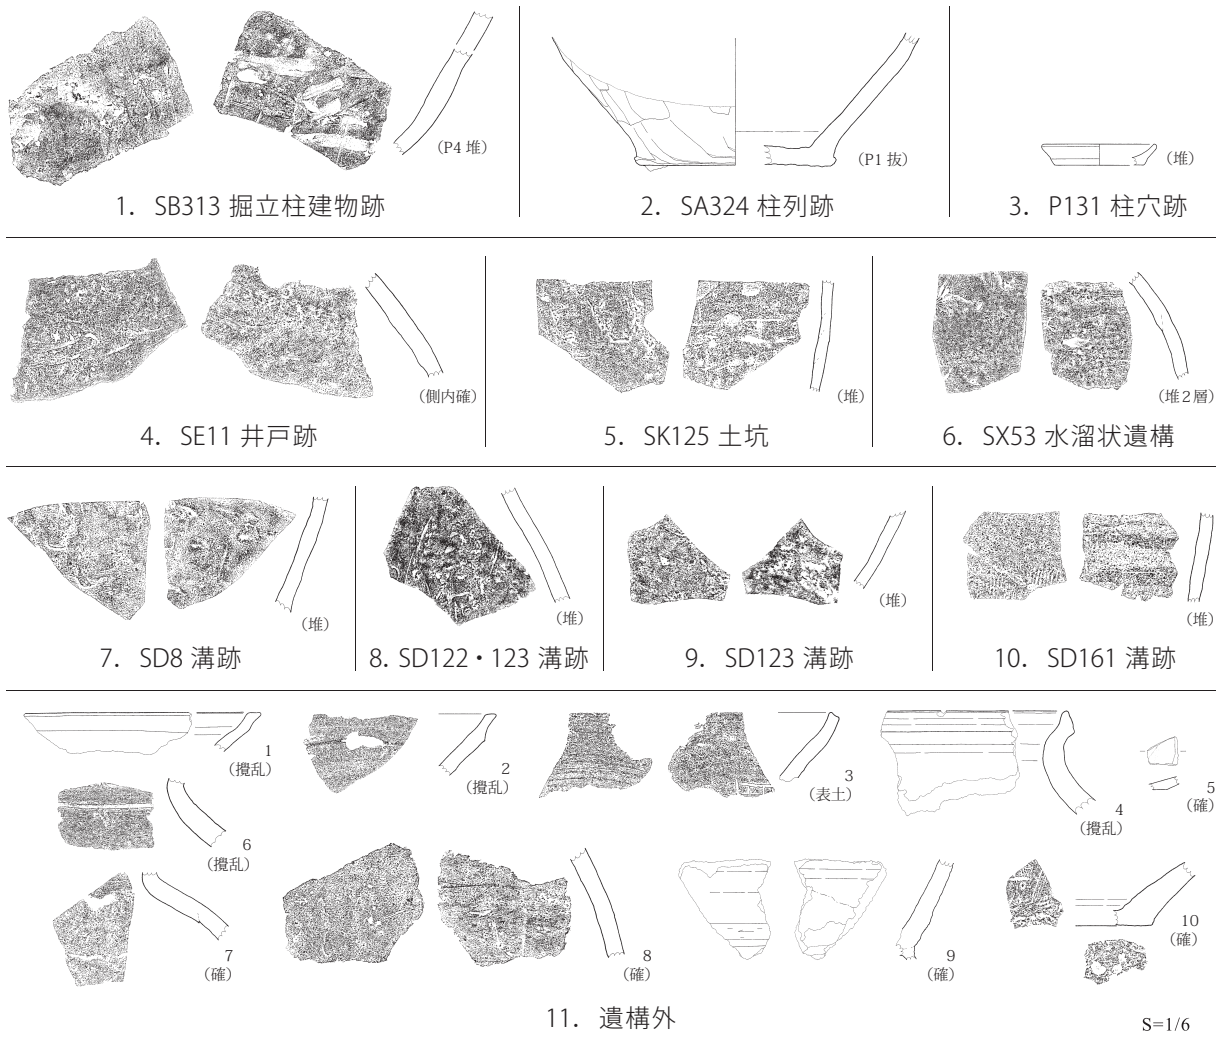 (P4 堆)
1. SB313 掘立柱建物跡
(P1 抜)
2. SA324 柱列跡
(堆)
3. P131 柱穴跡
(側内確)
4. SE11 井戸跡
(堆)
5. SK125 土坑
(堆2層)
6. SX53 水溜状遺構
(堆)
7. SD8 溝跡
(堆)
8. SD122・123 溝跡
(堆)
9. SD123 溝跡
(堆)
10. SD161 溝跡
1
(攪乱)
2
(攪乱)
3
(表土)
4
(攪乱)
5
(確)
6
(攪乱)
7
(確)
8
(確)
9
(確)
10
(確)
11. 遺構外
S=1/6